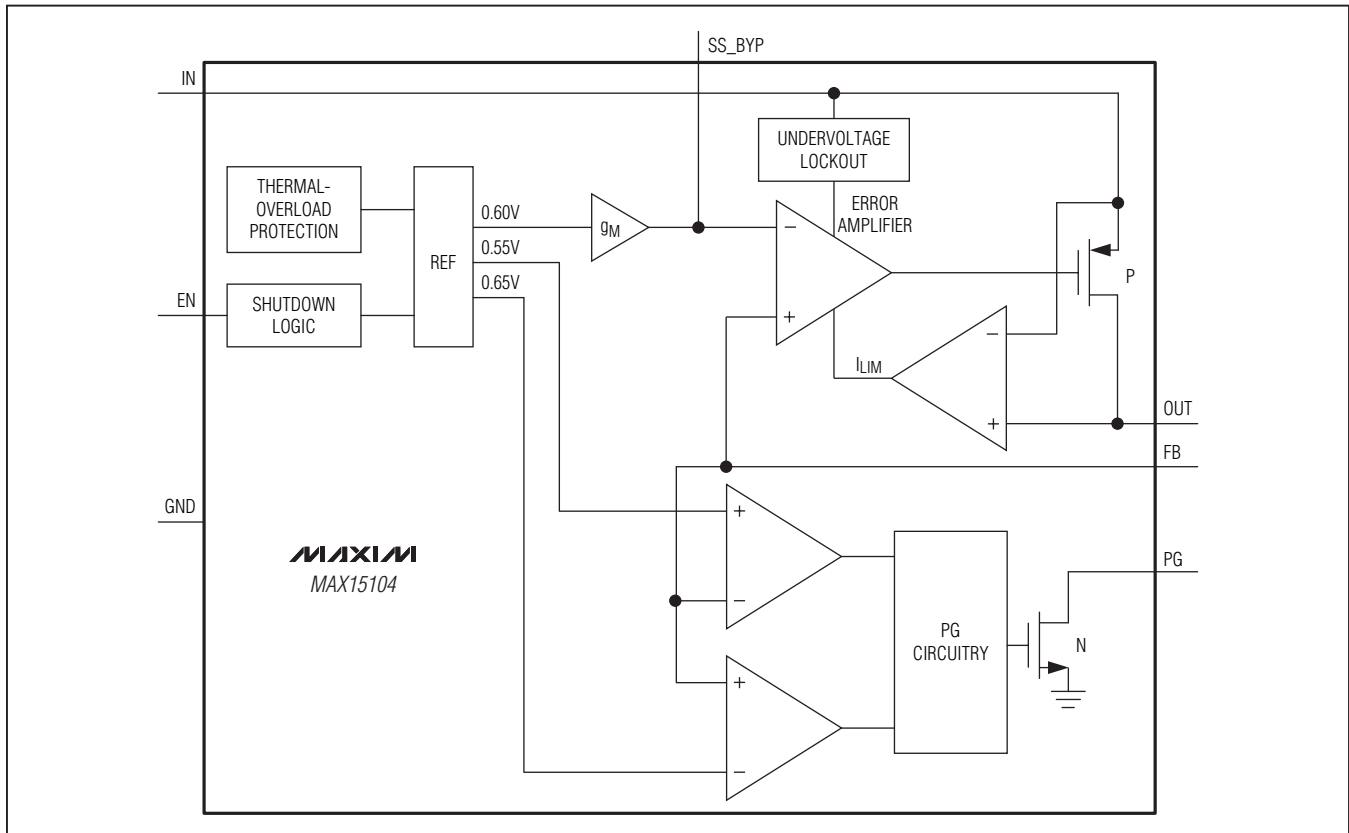 SS_BYP
IN
UNDERVOLTAGE
LOCKOUT
THERMAL-
OVERLOAD
PROTECTION
REF
0.60V
0.55V
0.65V
gM
ERROR
AMPLIFIER
−
+
P
EN
SHUTDOWN
LOGIC
ILIM
−
+
OUT
FB
GND
MAXIM
MAX15104
+
−
+
−
PG
CIRCUITRY
N
PG